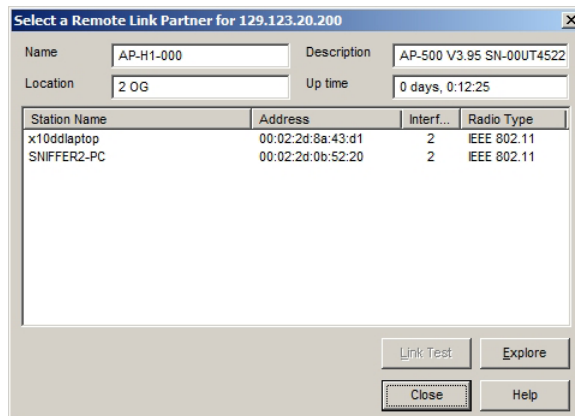 Select a Remote Link Partner for 129.123.20.200
Name AP-H1-000 Description AP-500 V3.95 SN-00UT4522
Location 2 OG Up time 0 days, 0:12:25
Station Name Address Interf... Radio Type
x10ddlaptop 00:02:2d:8a:43:d1 2 IEEE 802.11
SNIFFER2-PC 00:02:2d:0b:52:20 2 IEEE 802.11
Link Test Explore
Close Help